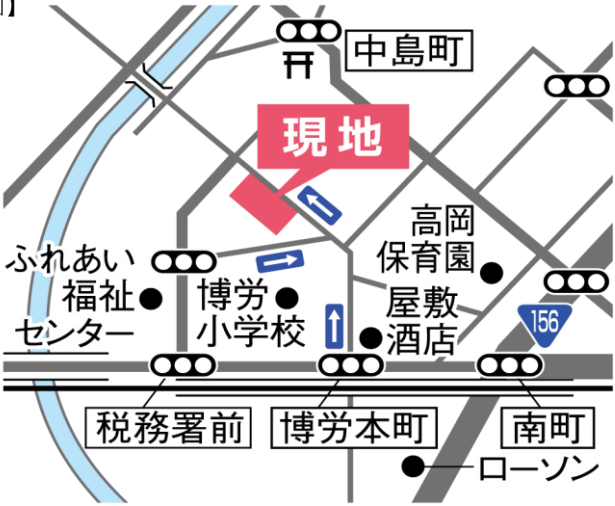 】
中島町
現地
高岡
保育園
ふれあい
福祉
センター
博労
小学校
屋敷
酒店
156
税務署前
博労本町
南町
ローソン